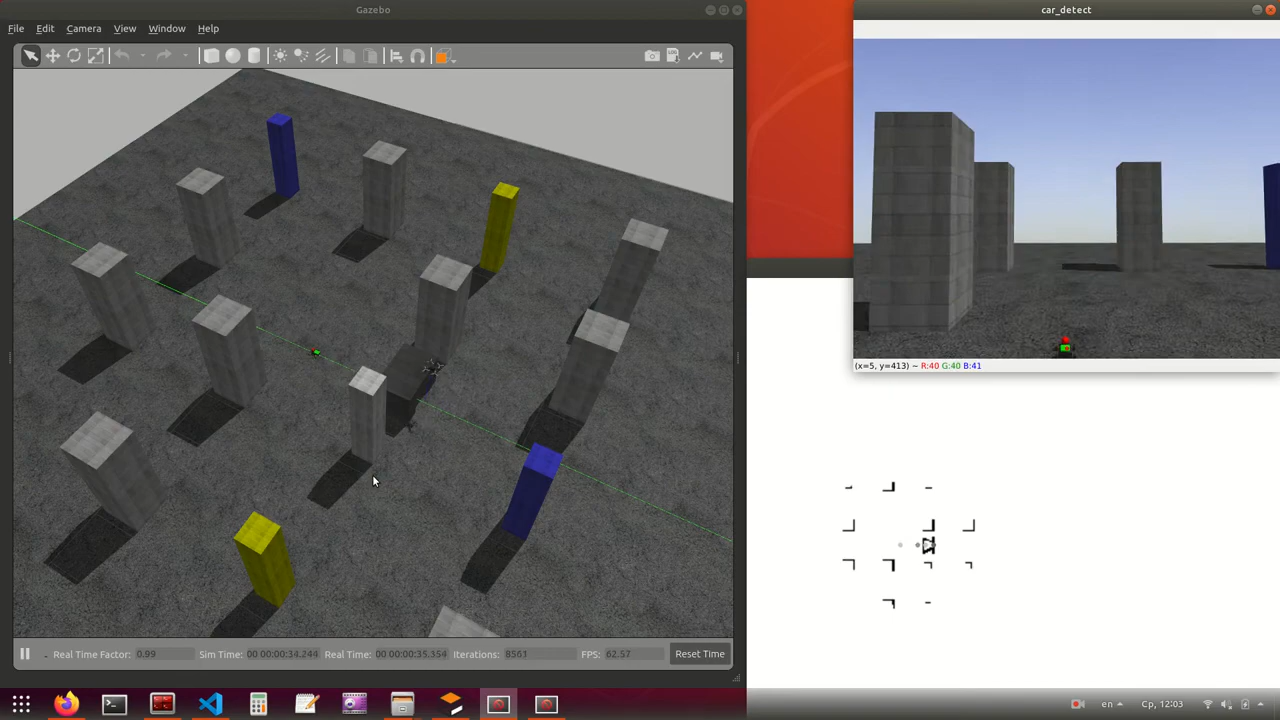 Gazebo
File Edit Camera View Window Help
Real Time Factor: 0.99 Sim Time: 00 00:00:34.244 Real Time: 00 00:00:35.354 Iterations: 8561 FPS: 62.57 Reset Time
car_detect
(x=5, y=413) ~ R:40 G:40 B:41
en Ср, 12:03